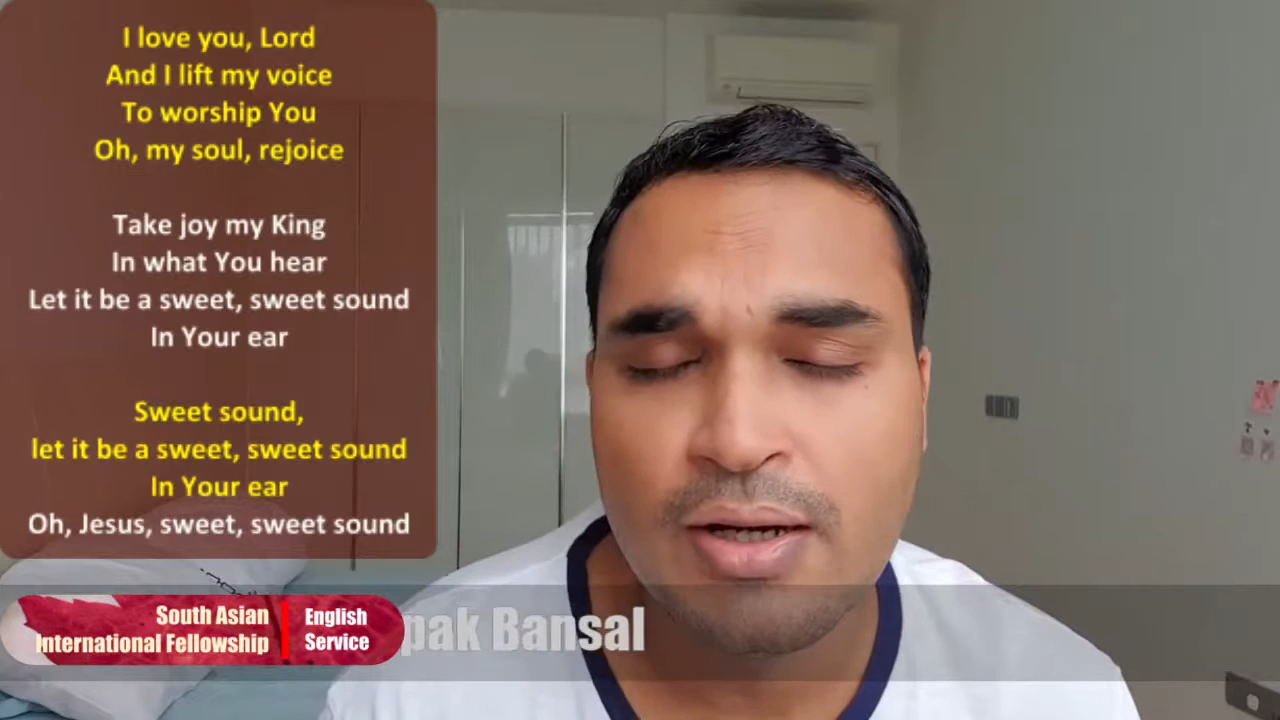 I love you, Lord
And I lift my voice
To worship You
Oh, my soul, rejoice
Take joy my King
In what You hear
Let it be a sweet, sweet sound
In Your ear
Sweet sound,
let it be a sweet, sweet sound
In Your ear
Oh, Jesus, sweet, sweet sound
South Asian
International Fellowship
English
Service
pak Bansal